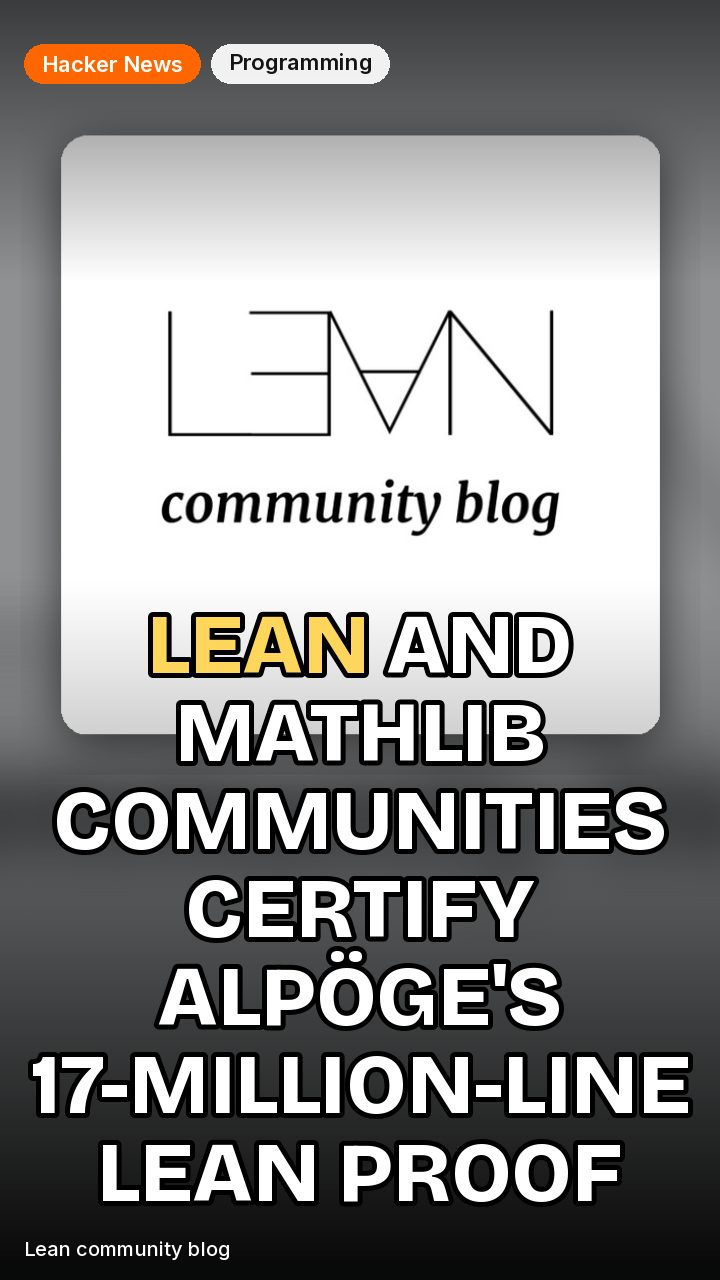 Hacker News
Programming
LEAN
community blog
LEAN AND
MATHLIB
COMMUNITIES
CERTIFY
ALPÖGE'S
17-MILLION-LINE
LEAN PROOF
Lean community blog